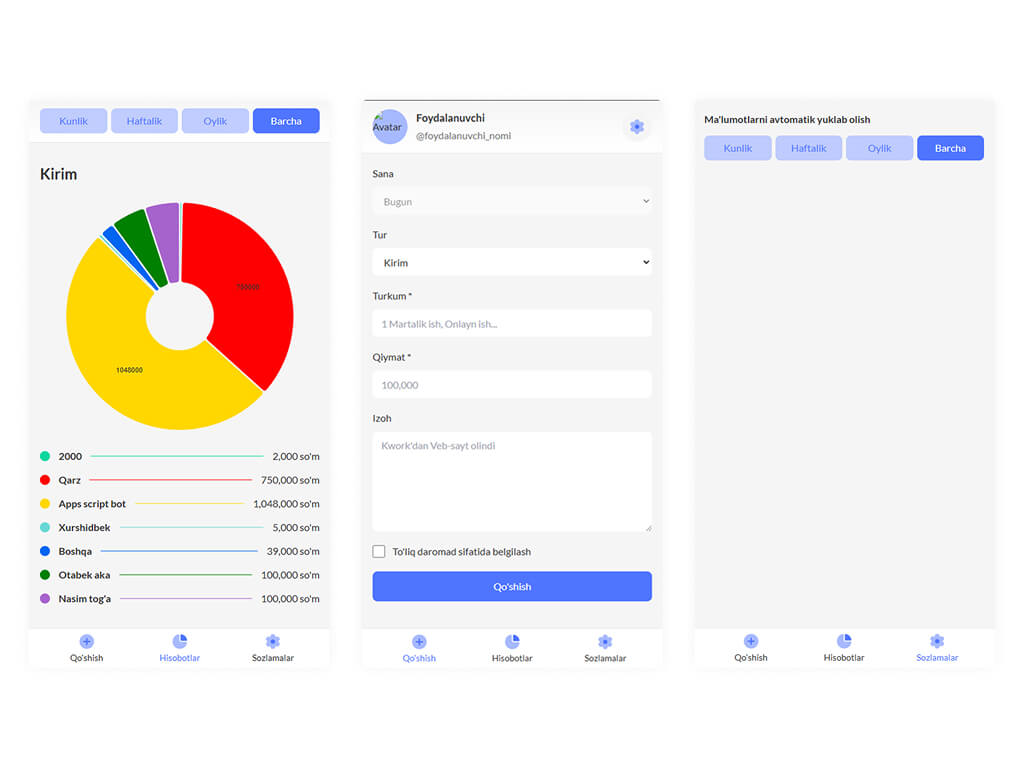 Kunlik Haftalik Oylik Barcha
Kirim
750000
1048000
2000 2,000 so'm
Qarz 750,000 so'm
Apps script bot 1,048,000 so'm
Xurshidbek 5,000 so'm
Boshqa 39,000 so'm
Otabek aka 100,000 so'm
Nasim tog'a 100,000 so'm
Qo'shish Hisobotlar Sozlamalar
Avatar
Foydalanuvchi
@foydalanuvchi_nomi
Sana
Bugun
Tur
Kirim
Turkum *
1 Martalik ish, Onlayn ish...
Qiymat *
100,000
Izoh
Kwork'dan Veb-sayt olindi
To'liq daromad sifatida belgilash
Qo'shish
Qo'shish Hisobotlar Sozlamalar
Ma'lumotlarni avtomatik yuklab olish
Kunlik Haftalik Oylik Barcha
Qo'shish Hisobotlar Sozlamalar